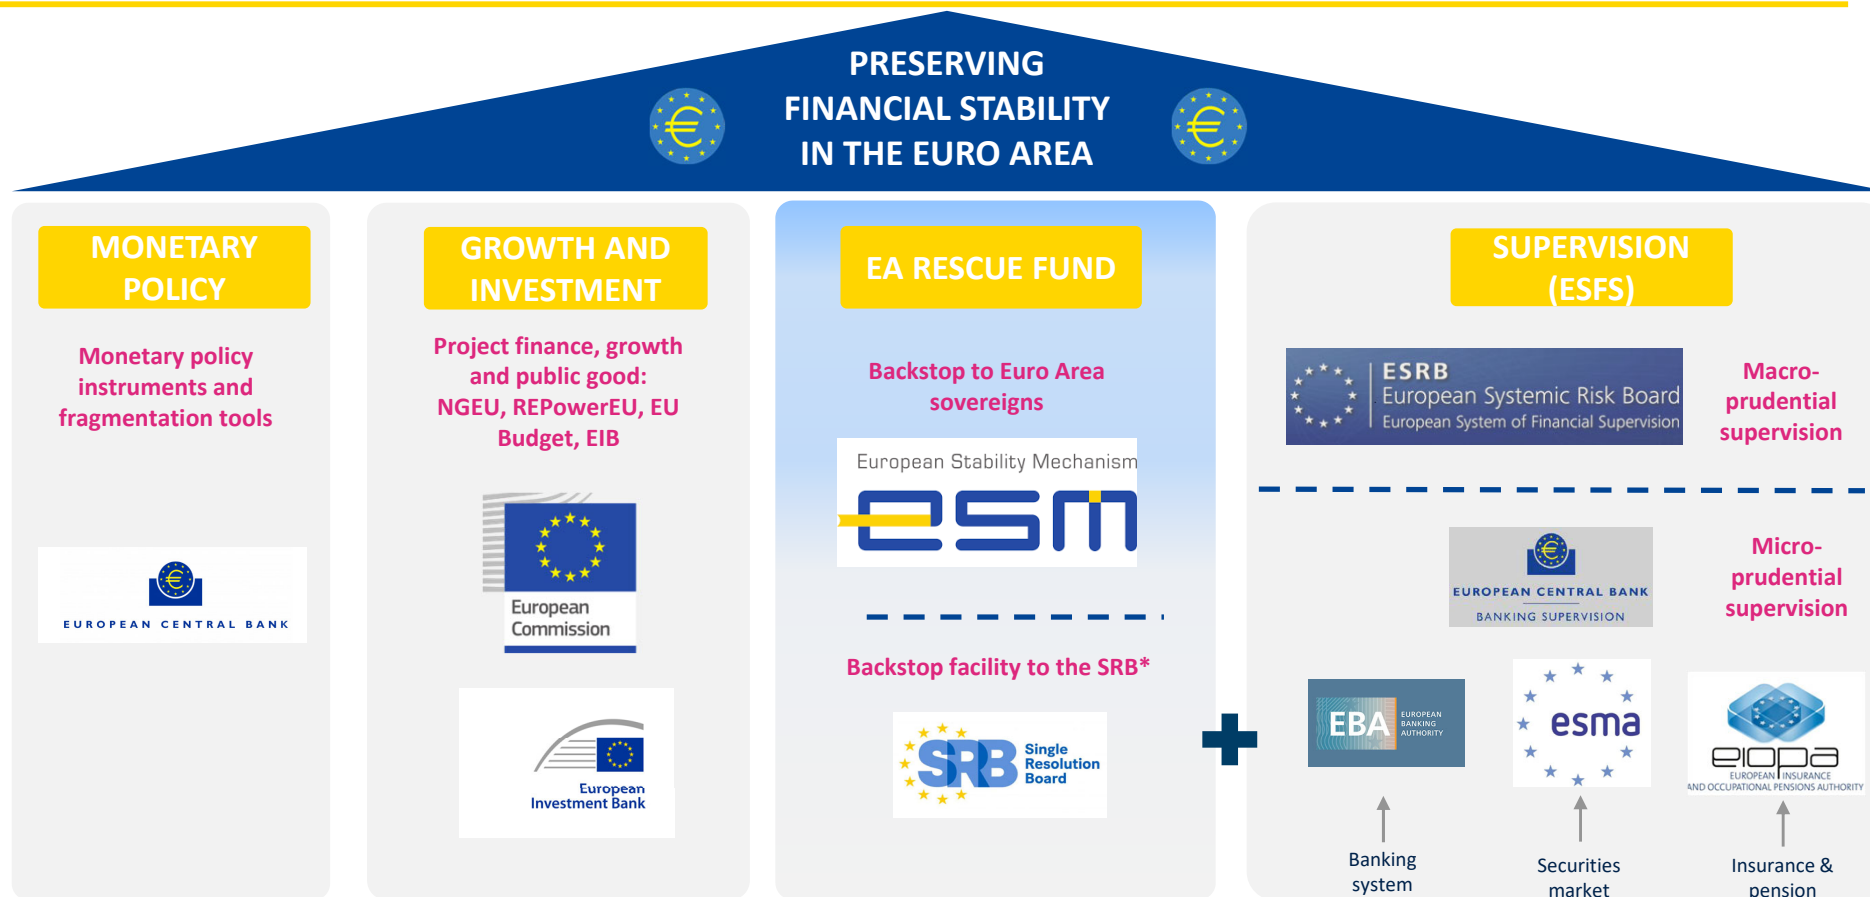 PRESERVING
FINANCIAL STABILITY
IN THE EURO AREA
MONETARY
POLICY
Monetary policy
instruments and
fragmentation tools
EUROPEAN CENTRAL BANK
GROWTH AND
INVESTMENT
Project finance, growth
and public good:
NGEU, REPowerEU, EU
Budget, EIB
European
Commission
European
Investment Bank
EA RESCUE FUND
Backstop to Euro Area
sovereigns
European Stability Mechanism
esm
Backstop facility to the SRB*
SRB
Single
Resolution
Board
SUPERVISION
(ESFS)
ESRB
European Systemic Risk Board
European System of Financial Supervision
Macro-
prudential
supervision
EUROPEAN CENTRAL BANK
BANKING SUPERVISION
Micro-
prudential
supervision
EBA
EUROPEAN
BANKING
AUTHORITY
esma
eiopa
EUROPEAN INSURANCE
AND OCCUPATIONAL PENSIONS AUTHORITY
Banking
system
Securities
market
Insurance &
pension